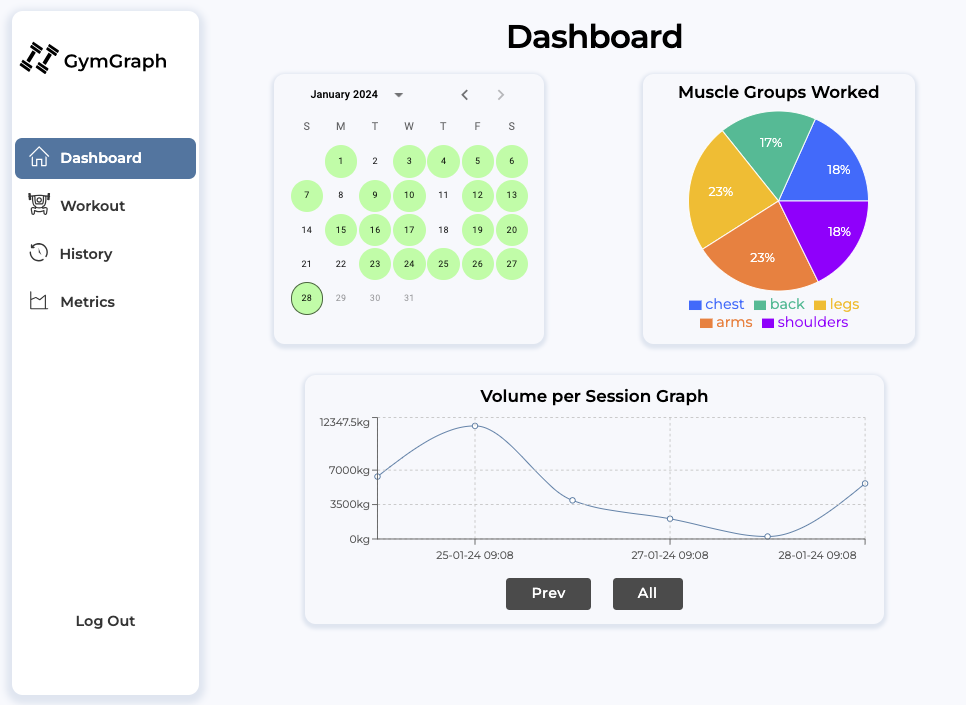 Dashboard
GymGraph
Dashboard
Workout
History
Metrics
Log Out
January 2024
S M T W T F S
1 2 3 4 5 6
7 8 9 10 11 12 13
14 15 16 17 18 19 20
21 22 23 24 25 26 27
28 29 30 31
Muscle Groups Worked
17%
18%
23%
18%
23%
chest back legs
arms shoulders
Volume per Session Graph
12347.5kg
7000kg
3500kg
0kg
25-01-24 09:08 27-01-24 09:08 28-01-24 09:08
Prev All